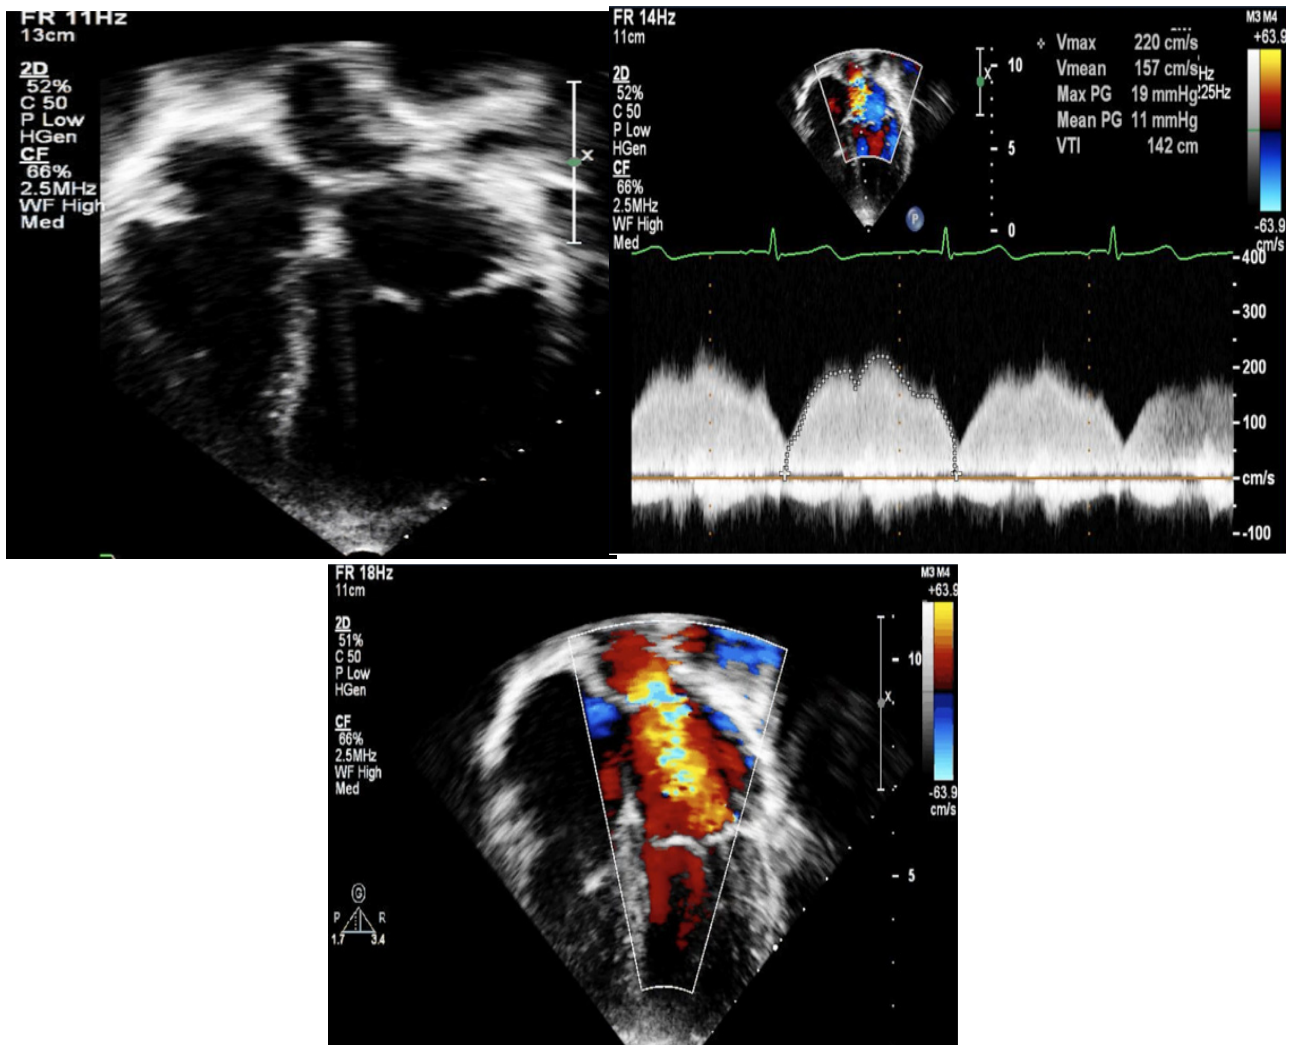 FR 11Hz
13cm
2D
52%
C 50
P Low
HGen
CF
66%
2.5MHz
WF High
Med
X
FR 14Hz
11cm
2D
52%
C 50
P Low
HGen
CF
66%
2.5MHz
WF High
Med
10
5
0
X
P
Vmax 220 cm/s
Vmean 157 cm/s
Max PG 19 mmHg
Mean PG 11 mmHg
VTI 142 cm
Hz
25Hz
M3 M4
+63.9
-63.9
cm/s
400
300
200
100
cm/s
-100
FR 18Hz
11cm
2D
51%
C 50
P Low
HGen
CF
66%
2.5MHz
WF High
Med
G
P R
1.7 3.4
10
X
5
M3 M4
+63.9
-63.9
cm/s